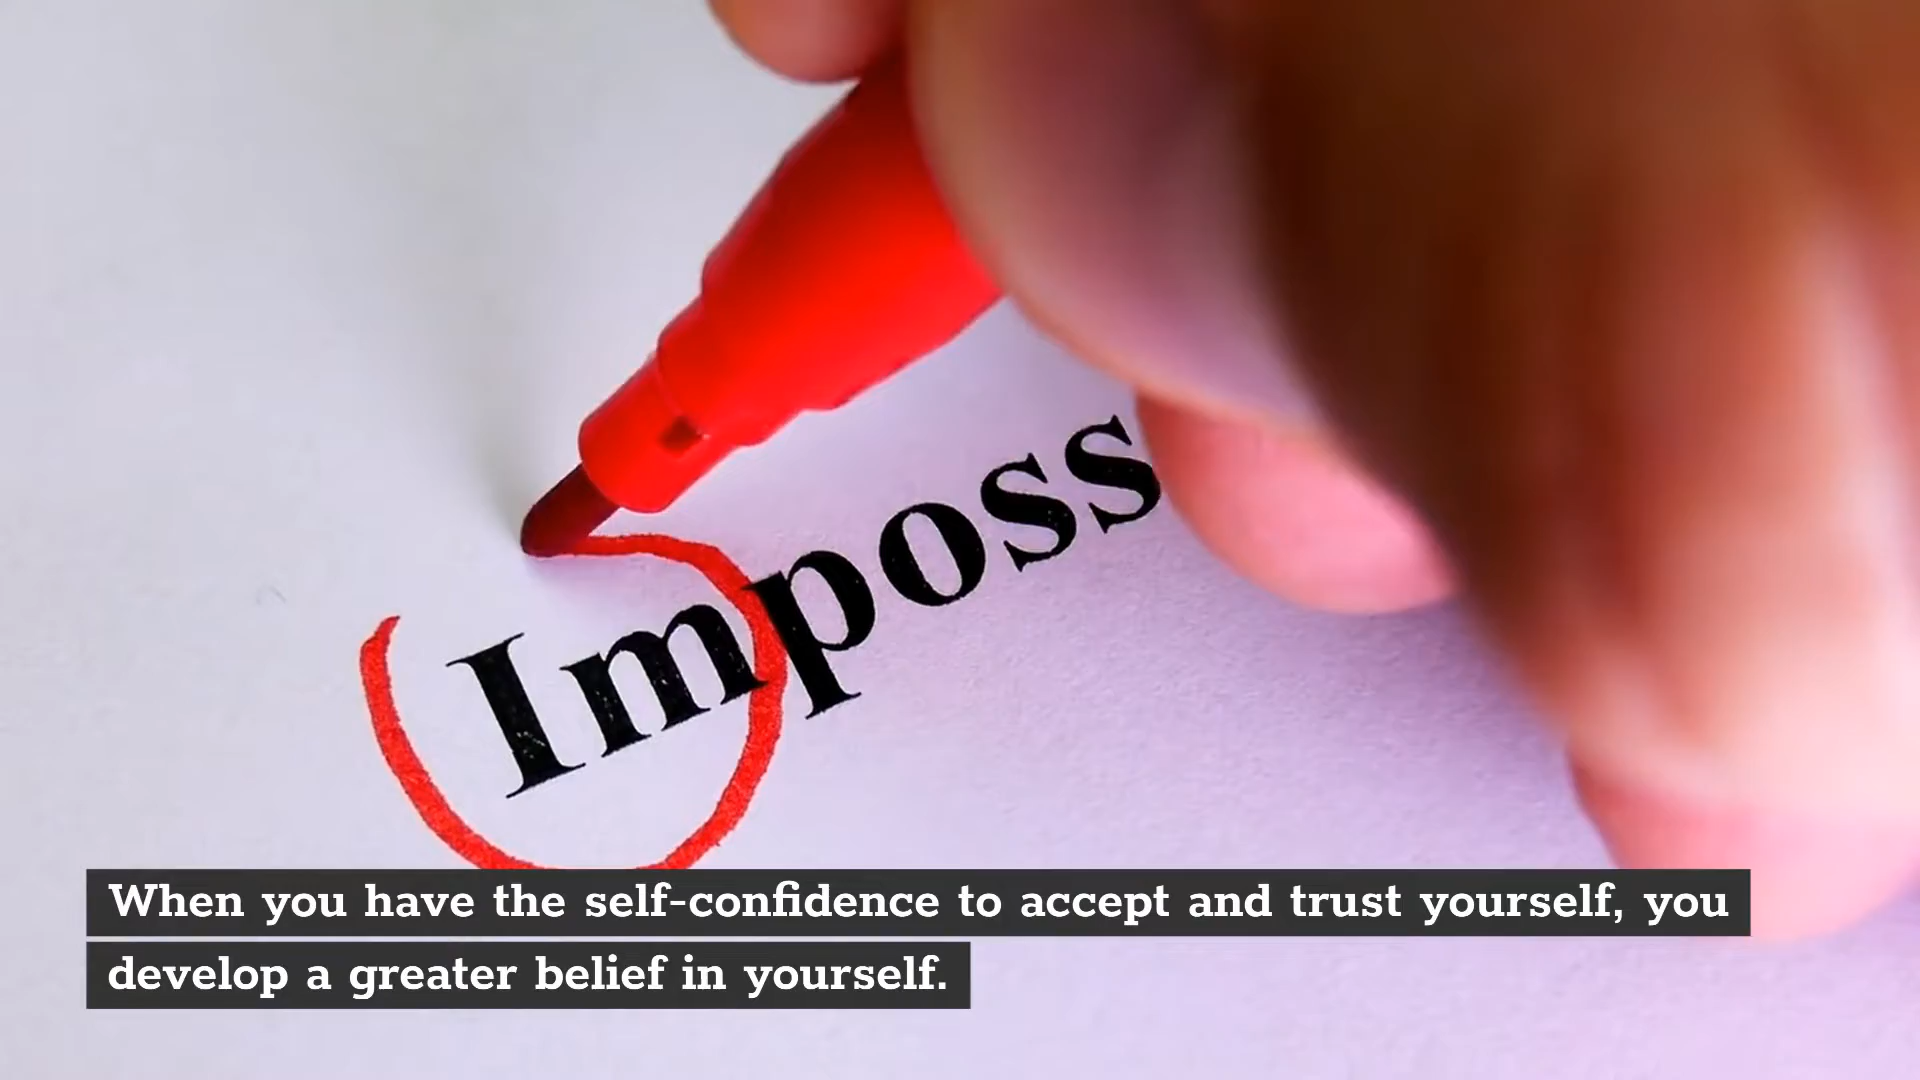 Imposs
When you have the self-confidence to accept and trust yourself, you
develop a greater belief in yourself.